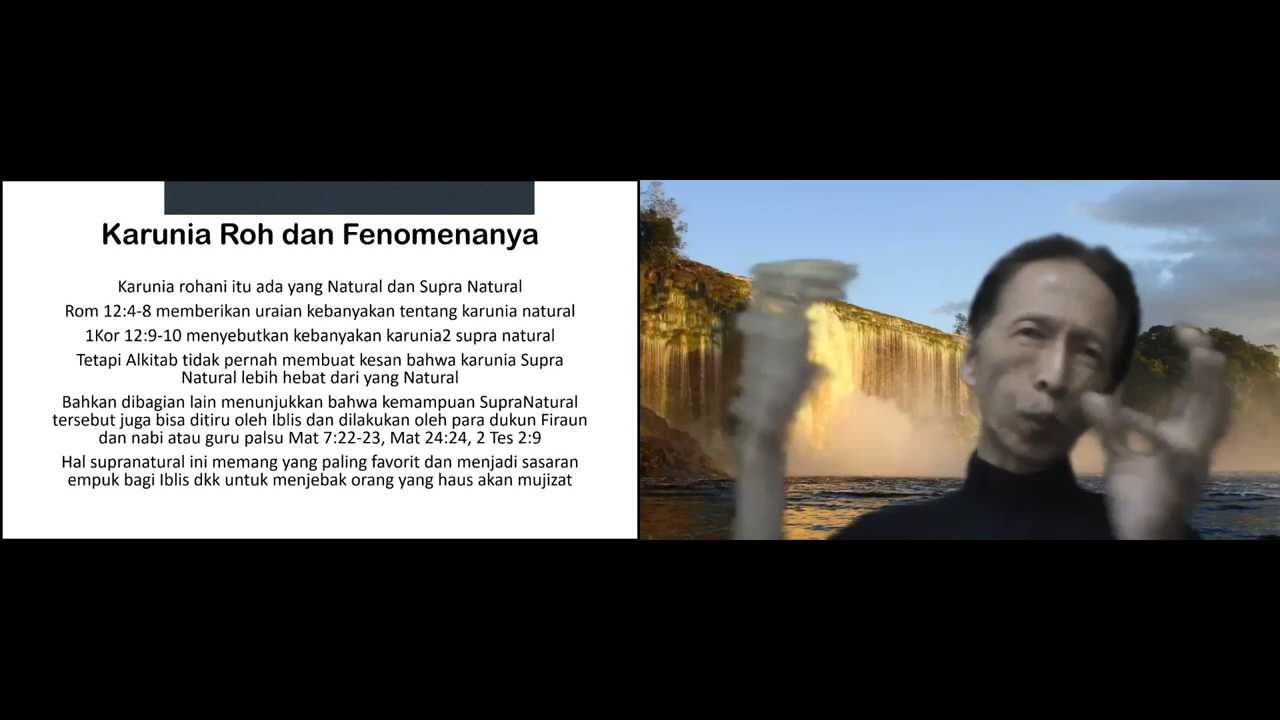 Karunia Roh dan Fenomenanya
Karunia rohani itu ada yang Natural dan Supra Natural
Rom 12:4-8 memberikan uraian kebanyakan tentang karunia natural
1Kor 12:9-10 menyebutkan kebanyakan karunia2 supra natural
Tetapi Alkitab tidak pernah membuat kesan bahwa karunia Supra
Natural lebih hebat dari yang Natural
Bahkan dibagian lain menunjukkan bahwa kemampuan SupraNatural
tersebut juga bisa ditiru oleh Iblis dan dilakukan oleh para dukun Firaun
dan nabi atau guru palsu Mat 7:22-23, Mat 24:24, 2 Tes 2:9
Hal supranatural ini memang yang paling favorit dan menjadi sasaran
empuk bagi Iblis dkk untuk menjebak orang yang haus akan mujizat